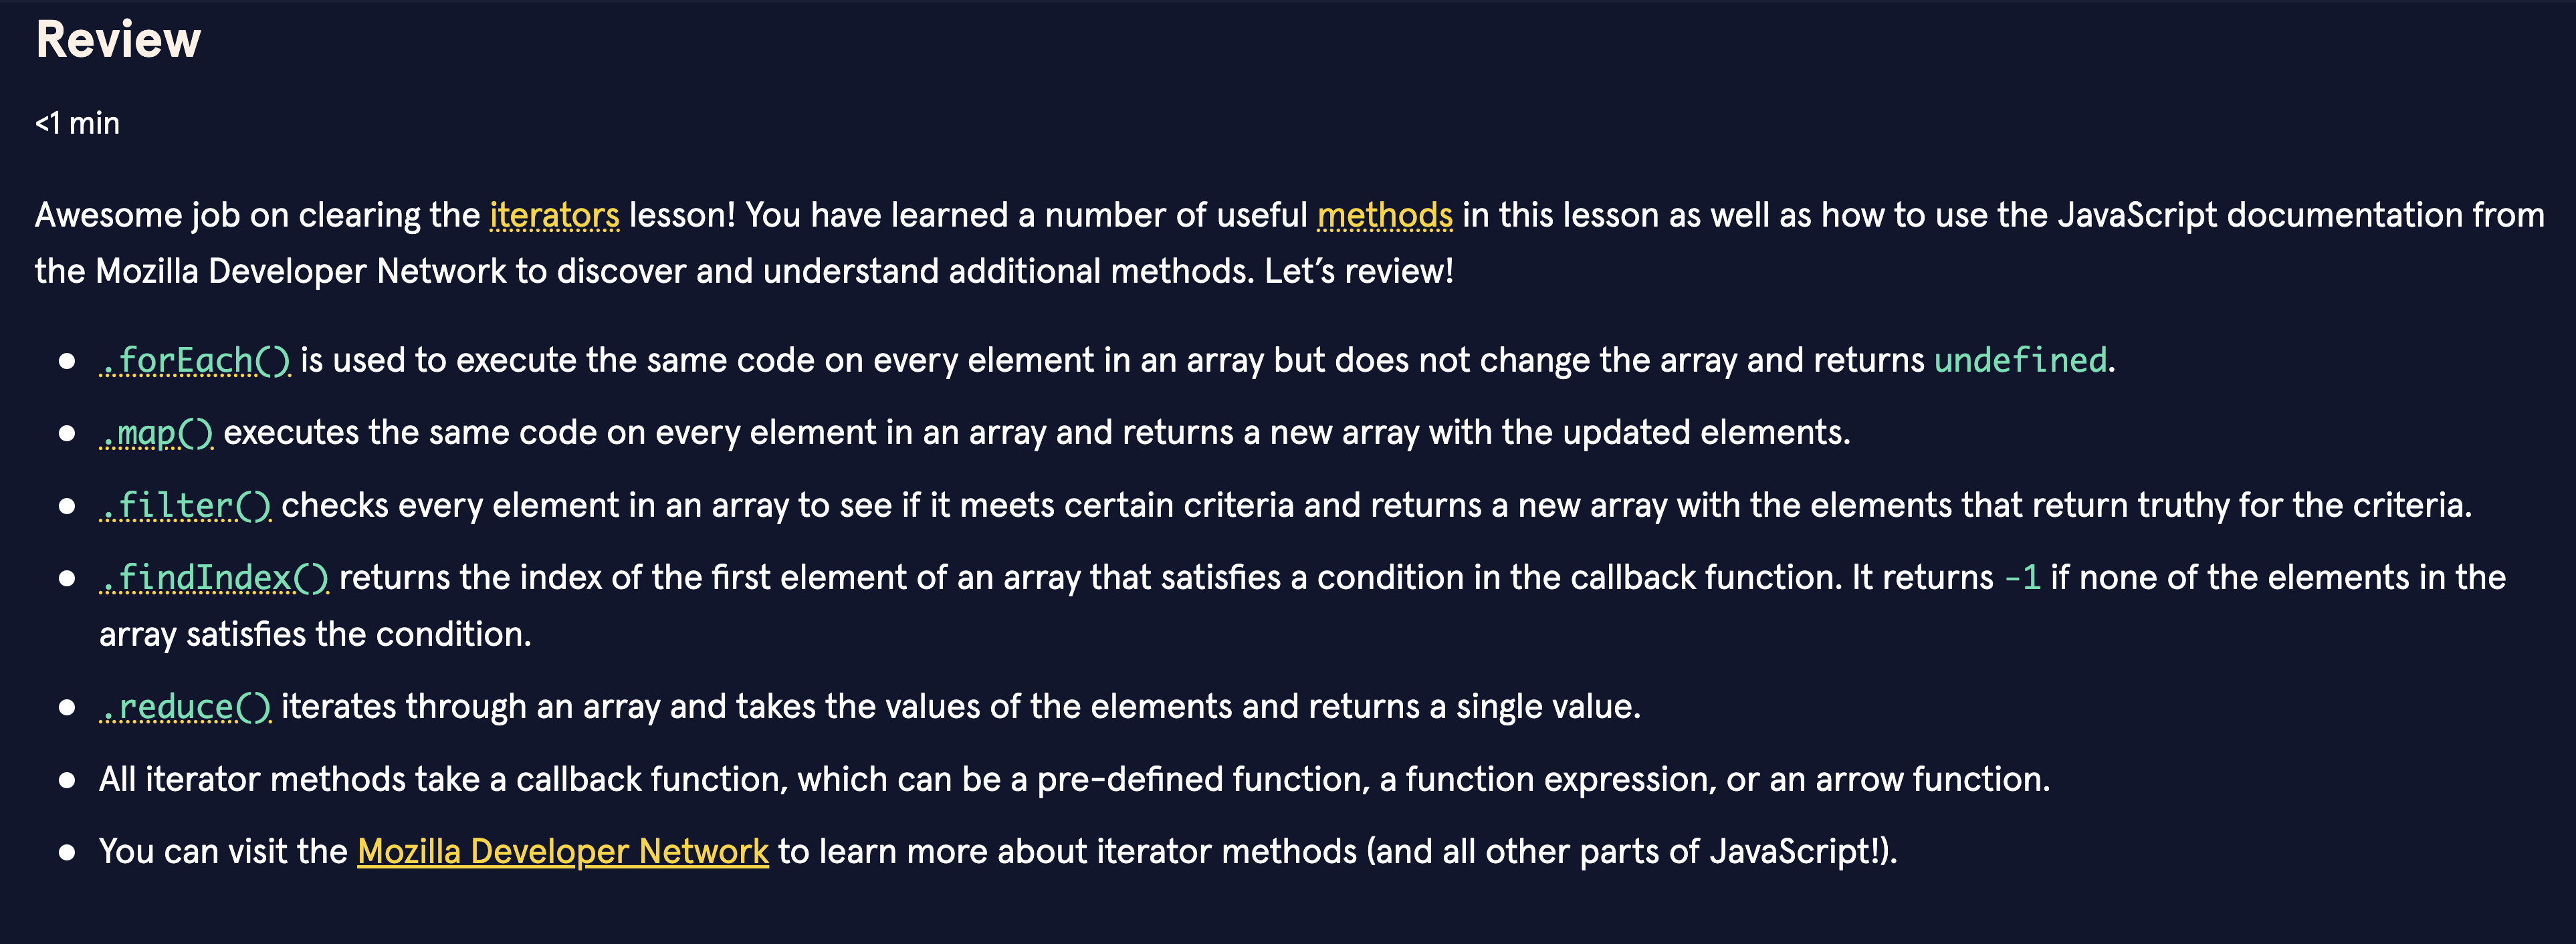 Review
<1 min
Awesome job on clearing the iterators lesson! You have learned a number of useful methods in this lesson as well as how to use the JavaScript documentation from
the Mozilla Developer Network to discover and understand additional methods. Let’s review!
● .forEach() is used to execute the same code on every element in an array but does not change the array and returns undefined.
● .map() executes the same code on every element in an array and returns a new array with the updated elements.
● .filter() checks every element in an array to see if it meets certain criteria and returns a new array with the elements that return truthy for the criteria.
● .findIndex() returns the index of the first element of an array that satisfies a condition in the callback function. It returns -1 if none of the elements in the
array satisfies the condition.
● .reduce() iterates through an array and takes the values of the elements and returns a single value.
● All iterator methods take a callback function, which can be a pre-defined function, a function expression, or an arrow function.
● You can visit the Mozilla Developer Network to learn more about iterator methods (and all other parts of JavaScript!).